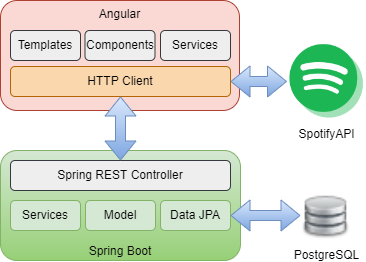 Angular
Templates Components Services
HTTP Client
SpotifyAPI
Spring REST Controller
Services Model Data JPA
Spring Boot
PostgreSQL